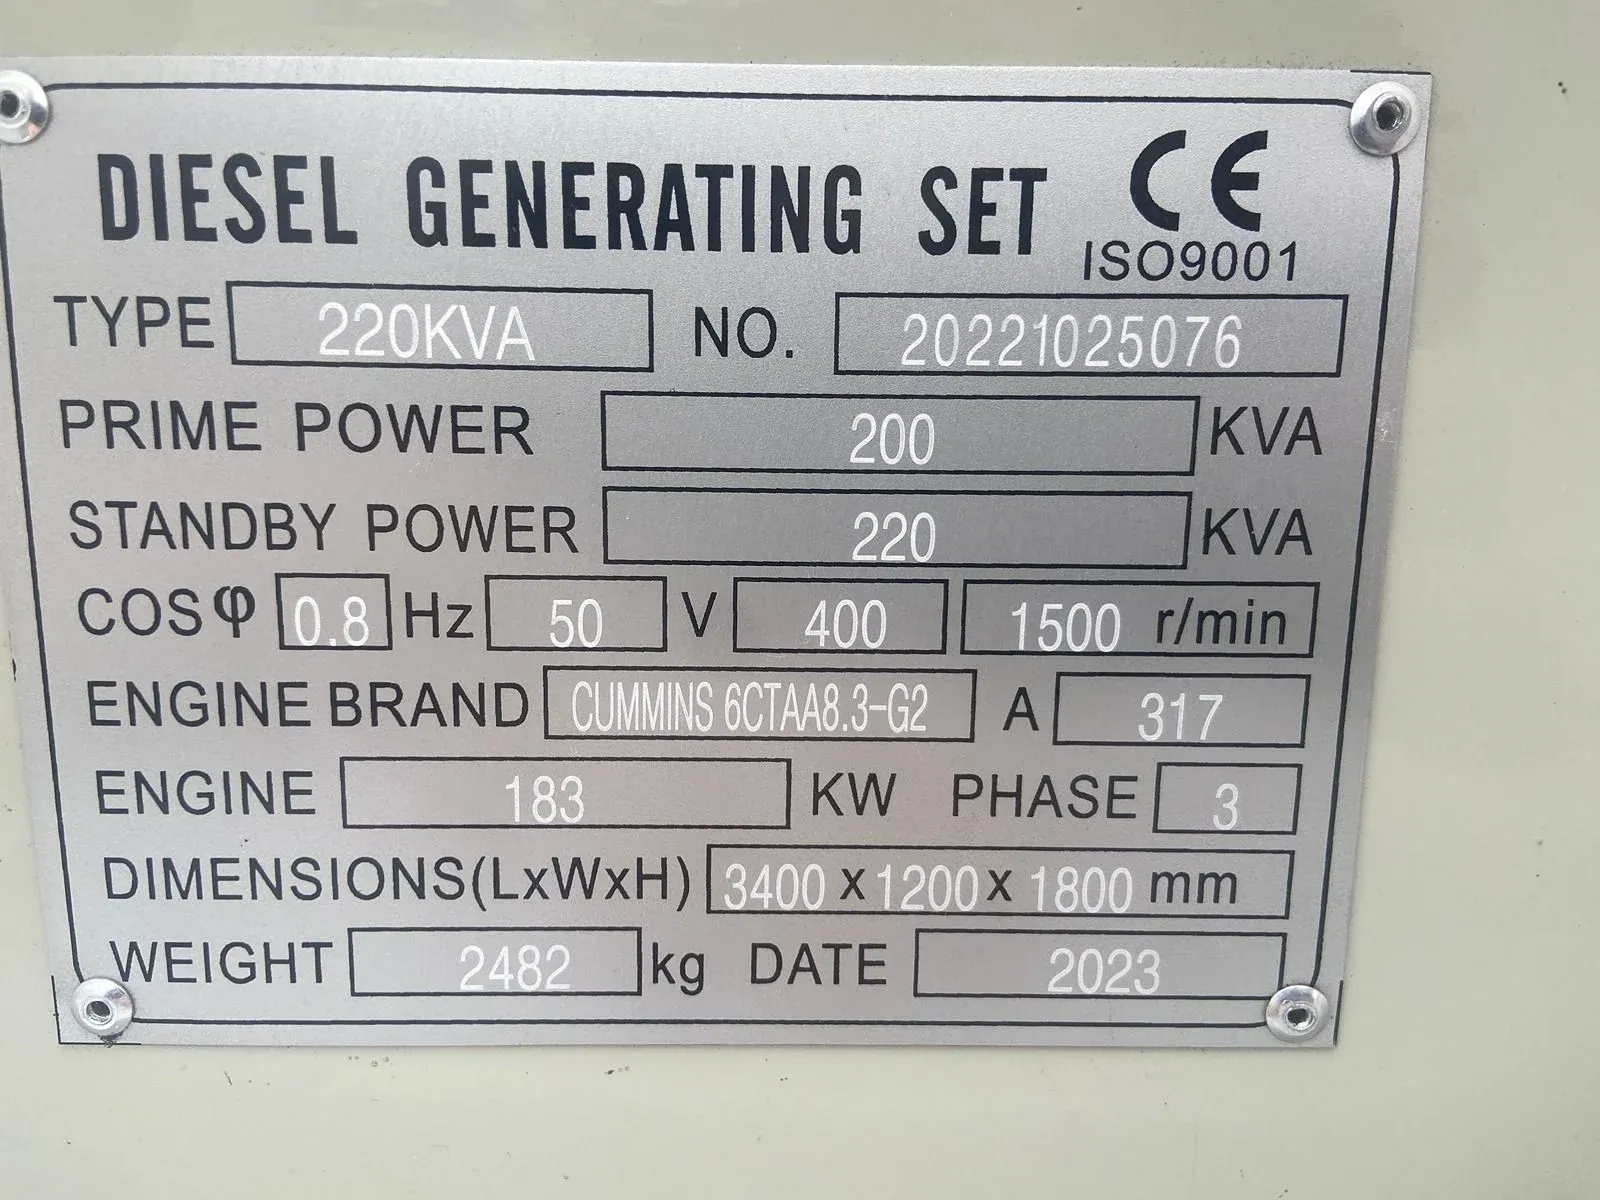 DIESEL GENERATING SET CE
ISO9001
TYPE 220KVA NO. 20221025076
PRIME POWER 200 KVA
STANDBY POWER 220 KVA
COSφ 0.8 Hz 50 V 400 1500 r/min
ENGINE BRAND CUMMINS 6CTAA8.3-G2 A 317
ENGINE 183 KW PHASE 3
DIMENSIONS(LxWxH) 3400 x 1200 x 1800 mm
WEIGHT 2482 kg DATE 2023